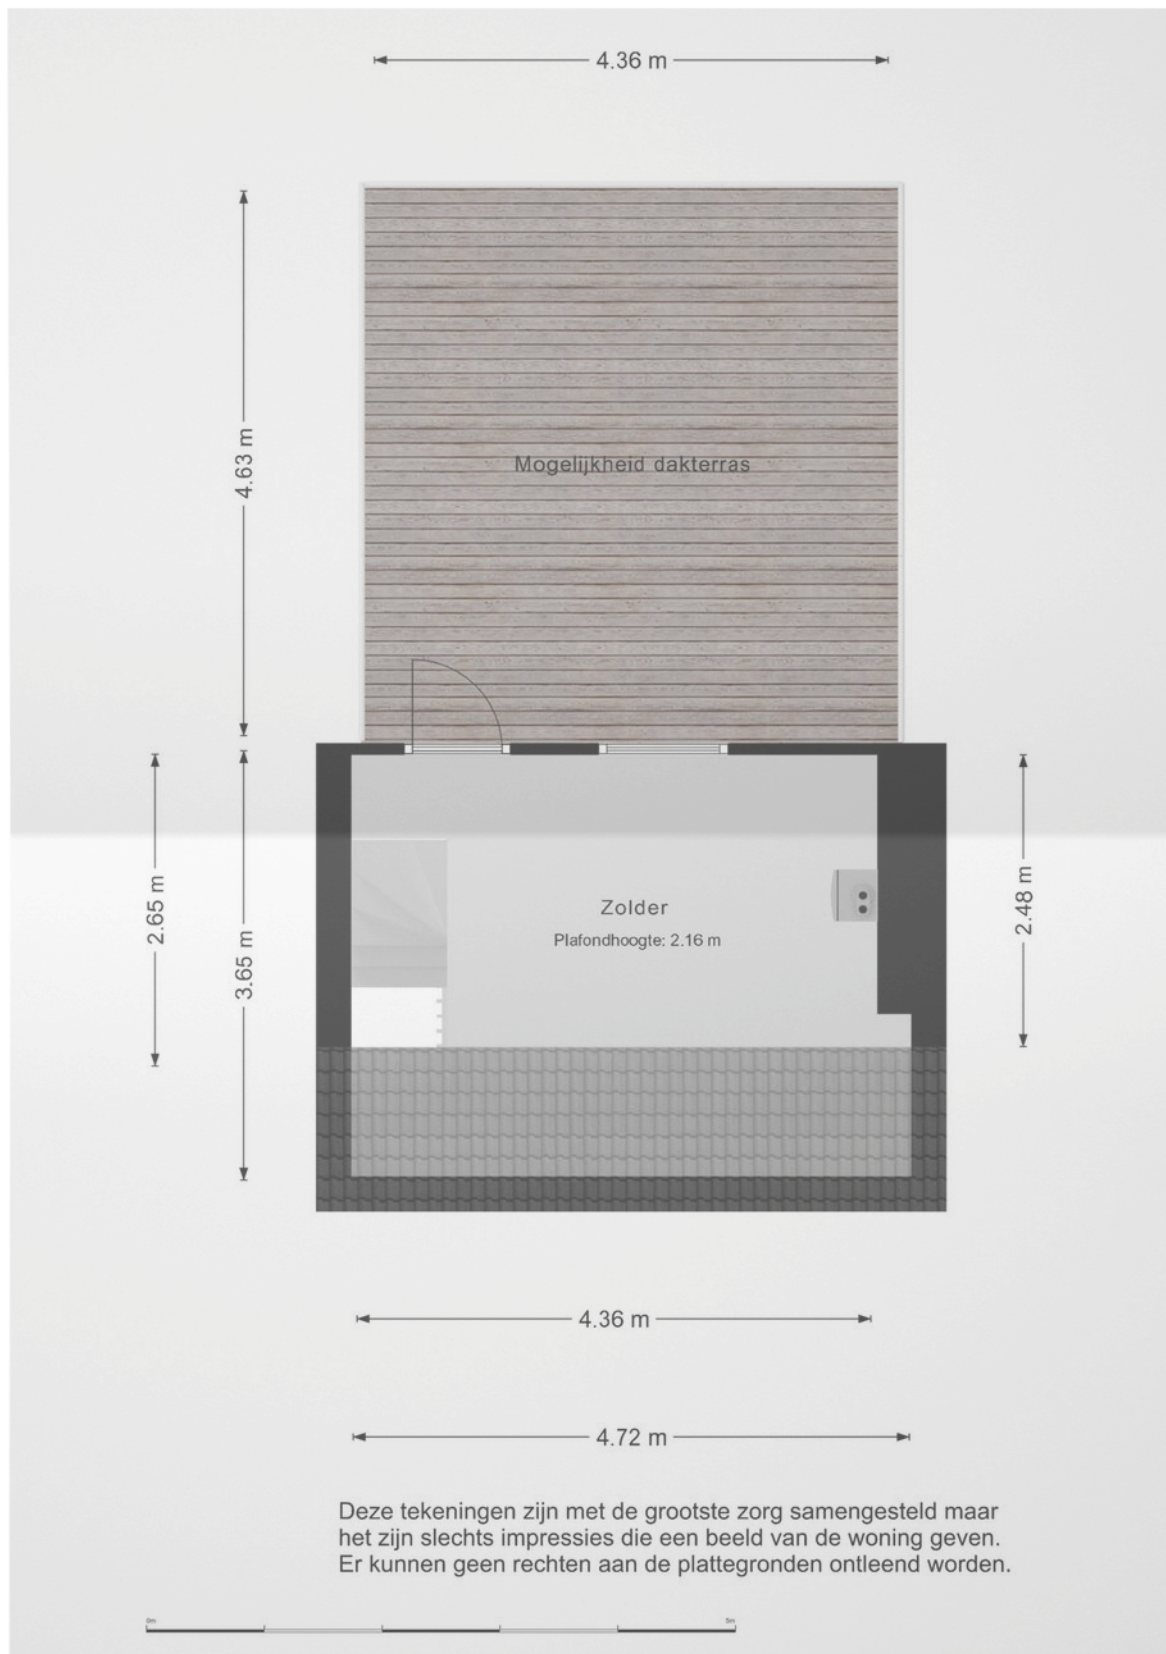 4.36 m
4.63 m
Mogelijkheid dakterras
2.65 m
3.65 m
2.48 m
Zolder
Plafondhoogte: 2.16 m
4.36 m
4.72 m
Deze tekeningen zijn met de grootste zorg samengesteld maar
het zijn slechts impressies die een beeld van de woning geven.
Er kunnen geen rechten aan de plattegronden ontleend worden.
0m
5m